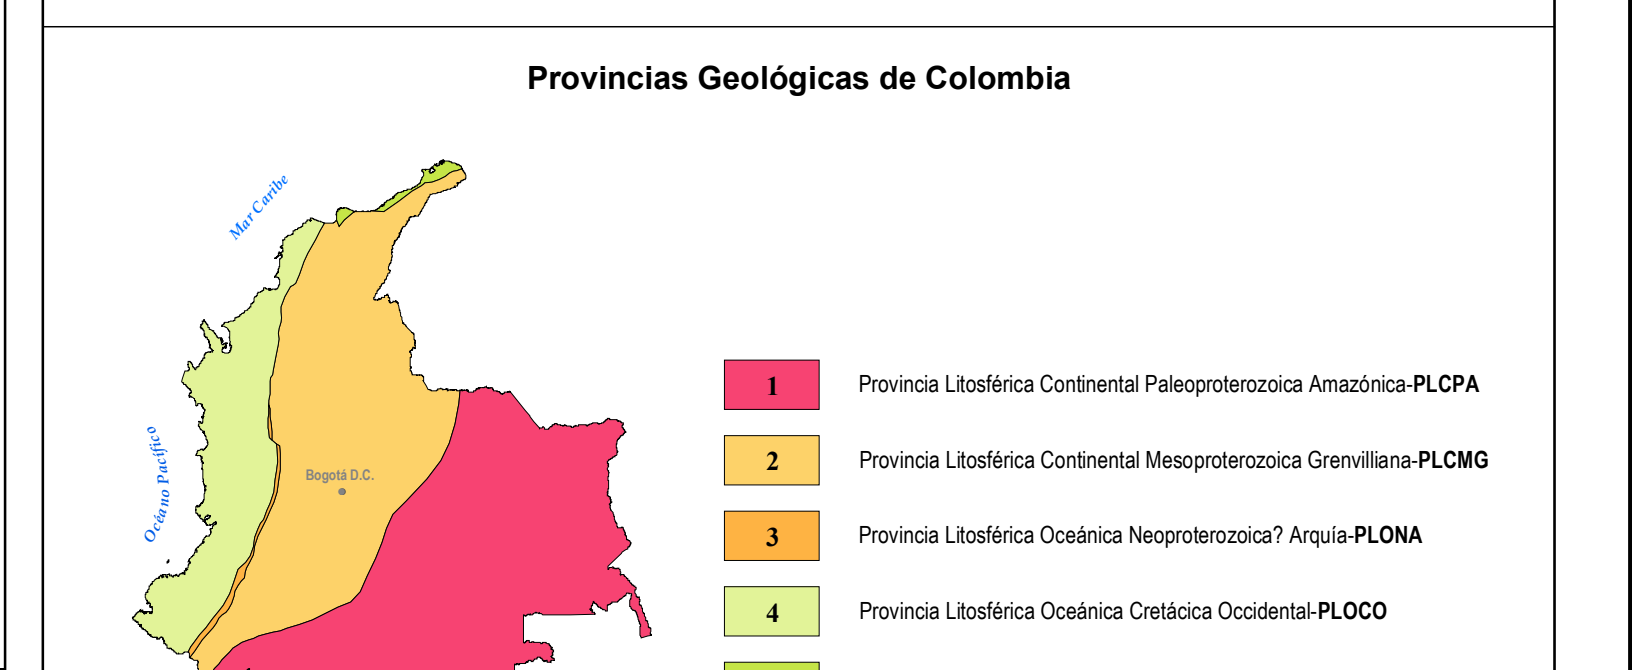 Provincias Geológicas de Colombia
Mar Caribe
Océano Pacífico
Bogotá D.C.
1 Provincia Litosférica Continental Paleoproterozoica Amazónica-PLCPA
2 Provincia Litosférica Continental Mesoproterozoica Grenvilliana-PLCMG
3 Provincia Litosférica Oceánica Neoproterozoica? Arquía-PLONA
4 Provincia Litosférica Oceánica Cretácica Occidental-PLOCO